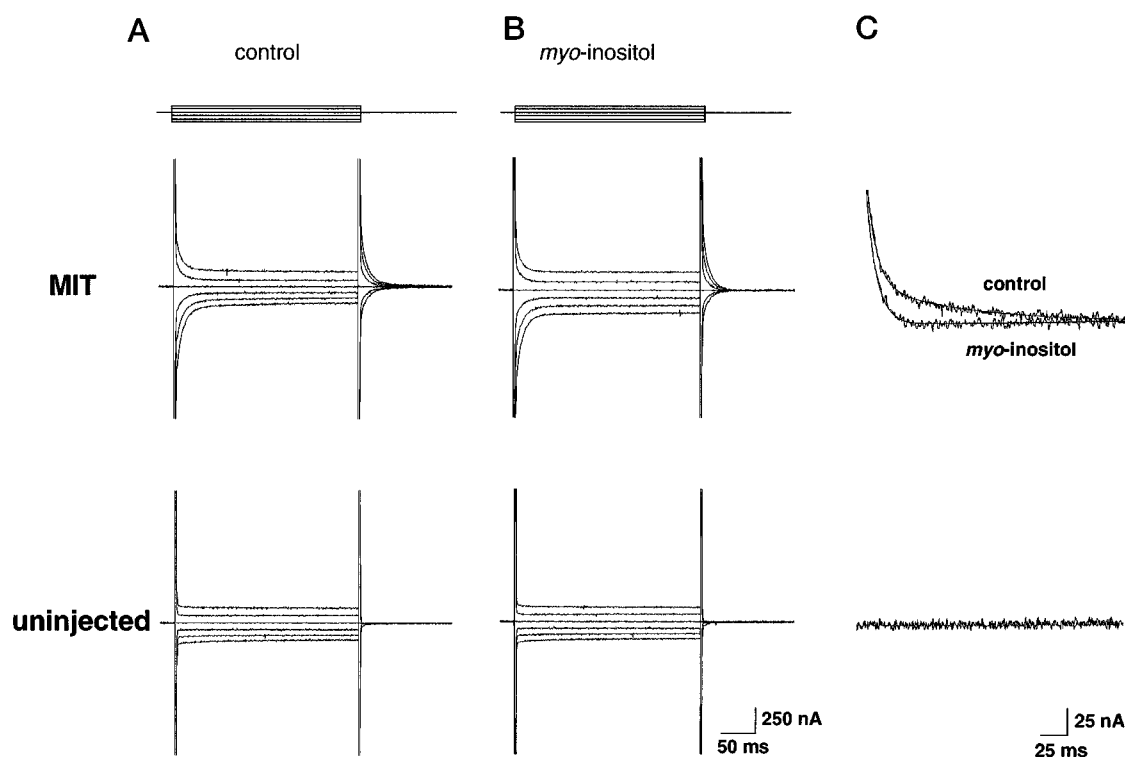 A
control
B
myo-inositol
C
MIT
control
myo-inositol
uninjected
250 nA
50 ms
25 nA
25 ms